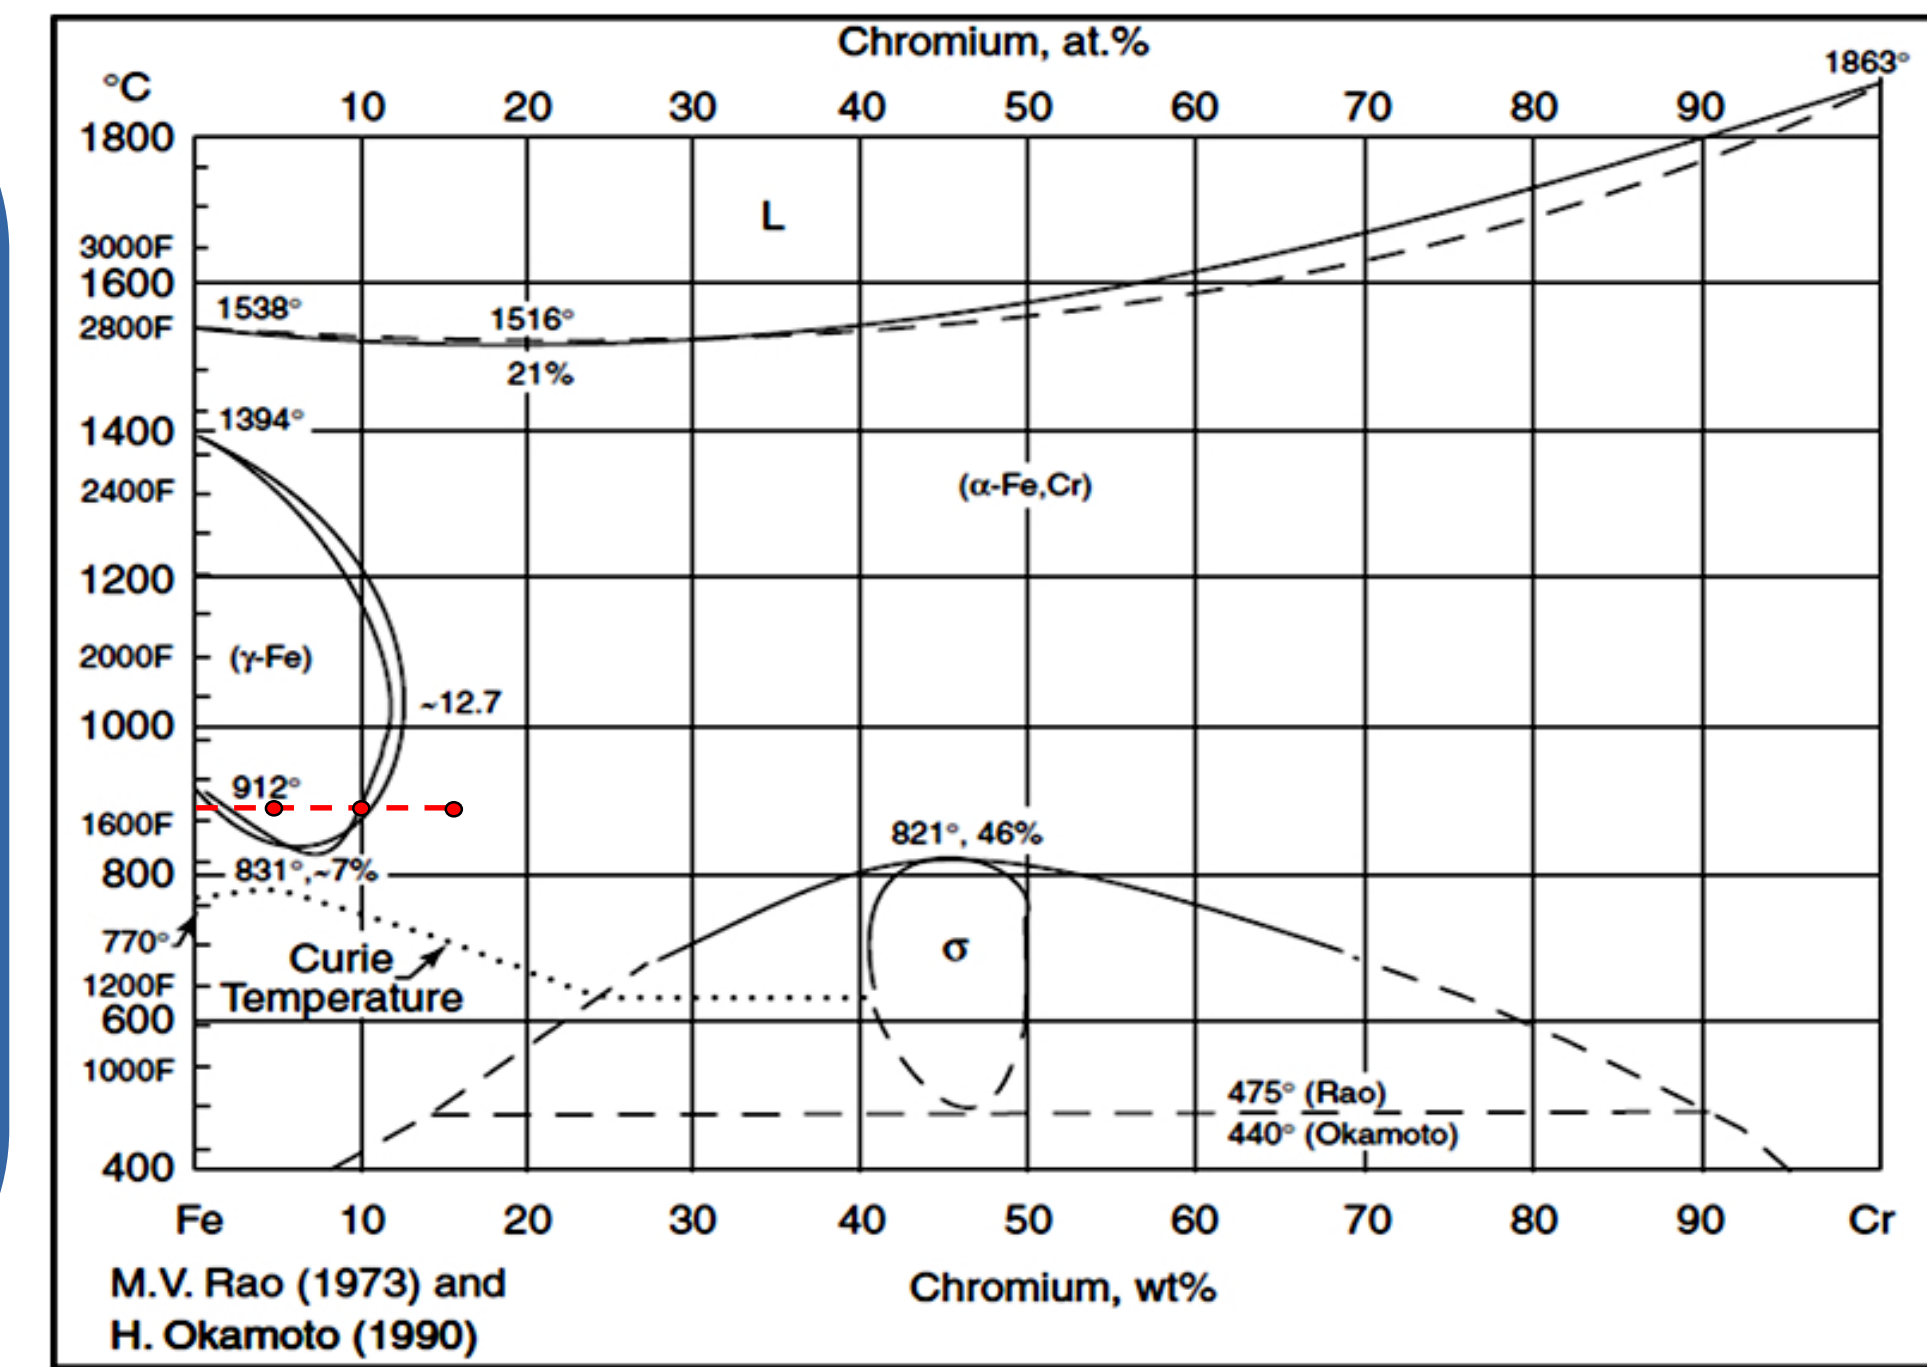 Chromium, at.%
°C
10 20 30 40 50 60 70 80 90
1863°
1800
L
3000F
1600
1538°
1516°
2800F
21%
1400
1394°
2400F
(α-Fe,Cr)
1200
2000F
(γ-Fe)
~12.7
1000
912°
1600F
821°, 46%
800
831°,~7%
770°
Curie
Temperature
σ
1200F
600
1000F
475° (Rao)
440° (Okamoto)
400
Fe 10 20 30 40 50 60 70 80 90 Cr
M.V. Rao (1973) and
Chromium, wt%
H. Okamoto (1990)